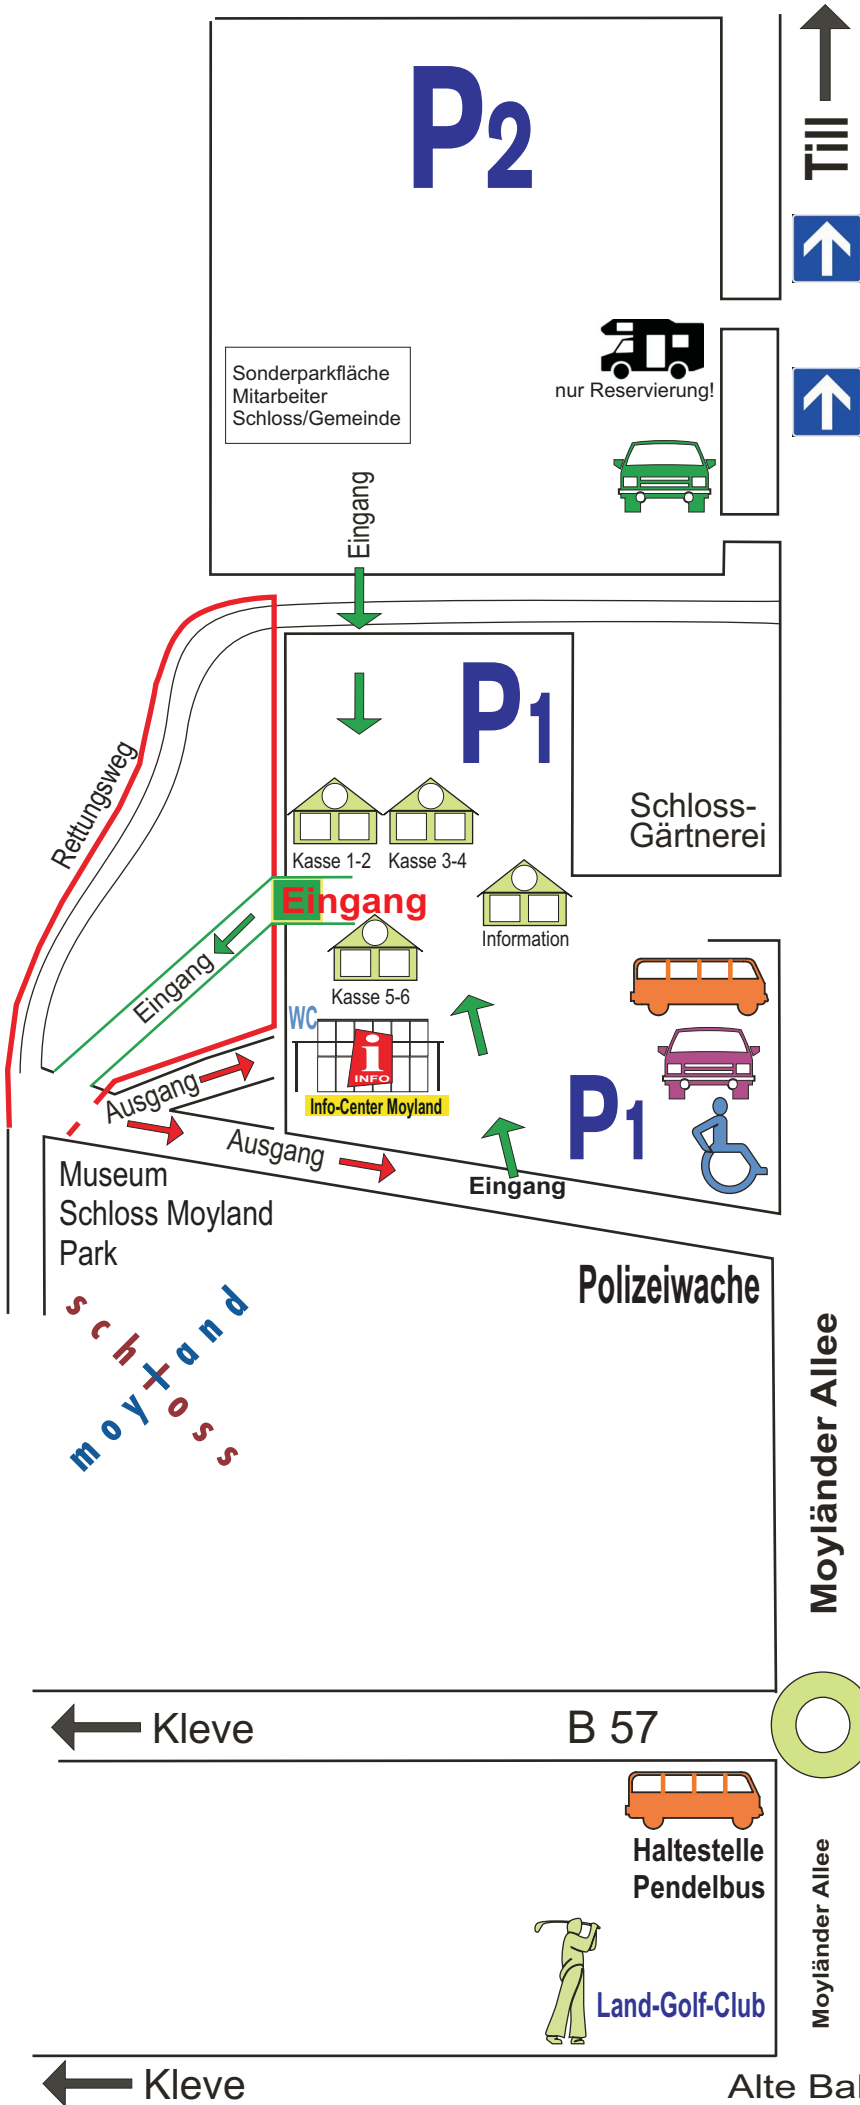 P2
Till
Sonderparkfläche
Mitarbeiter
Schloss/Gemeinde
nur Reservierung!
Eingang
P1
Rettungsweg
Schloss-
Gärtnerei
Kasse 1-2
Kasse 3-4
Eingang
Information
Eingang
Kasse 5-6
WC
i
INFO
Info-Center Moyland
P1
Ausgang
Ausgang
Eingang
Museum
Schloss Moyland
Park
Polizeiwache
schloss
moyland
Moyländer Allee
Kleve
B 57
Haltestelle
Pendelbus
Moyländer Allee
Land-Golf-Club
Kleve
Alte